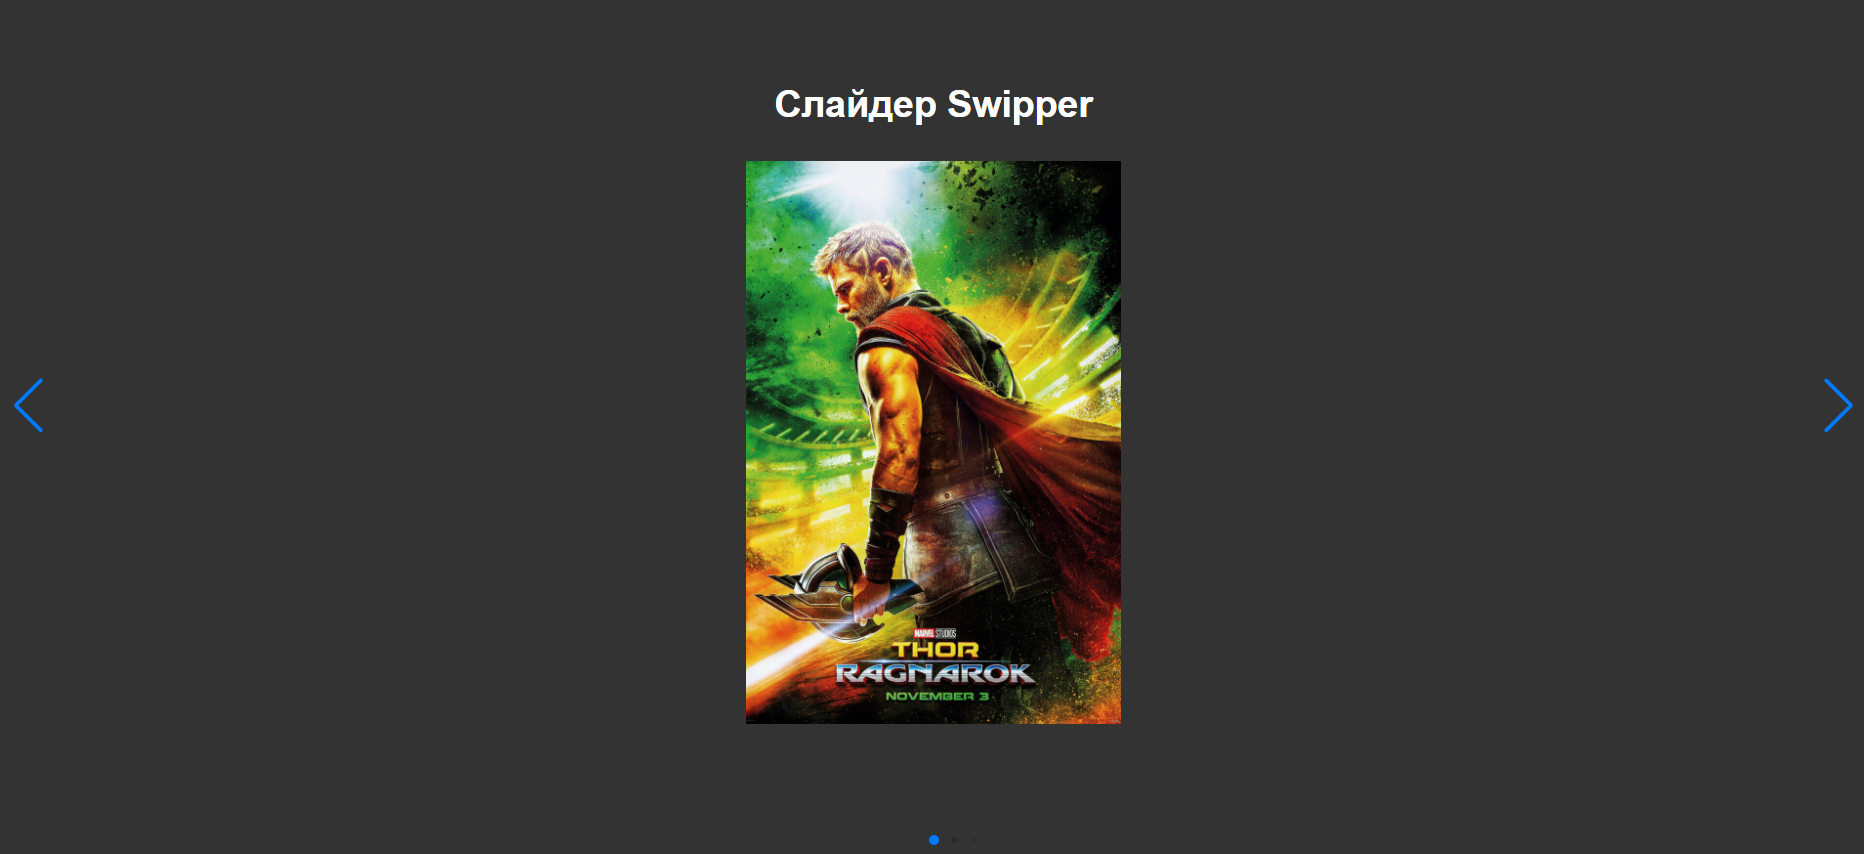 Слайдер Swipper
MARVEL STUDIOS
THOR
RAGNAROK
NOVEMBER 3